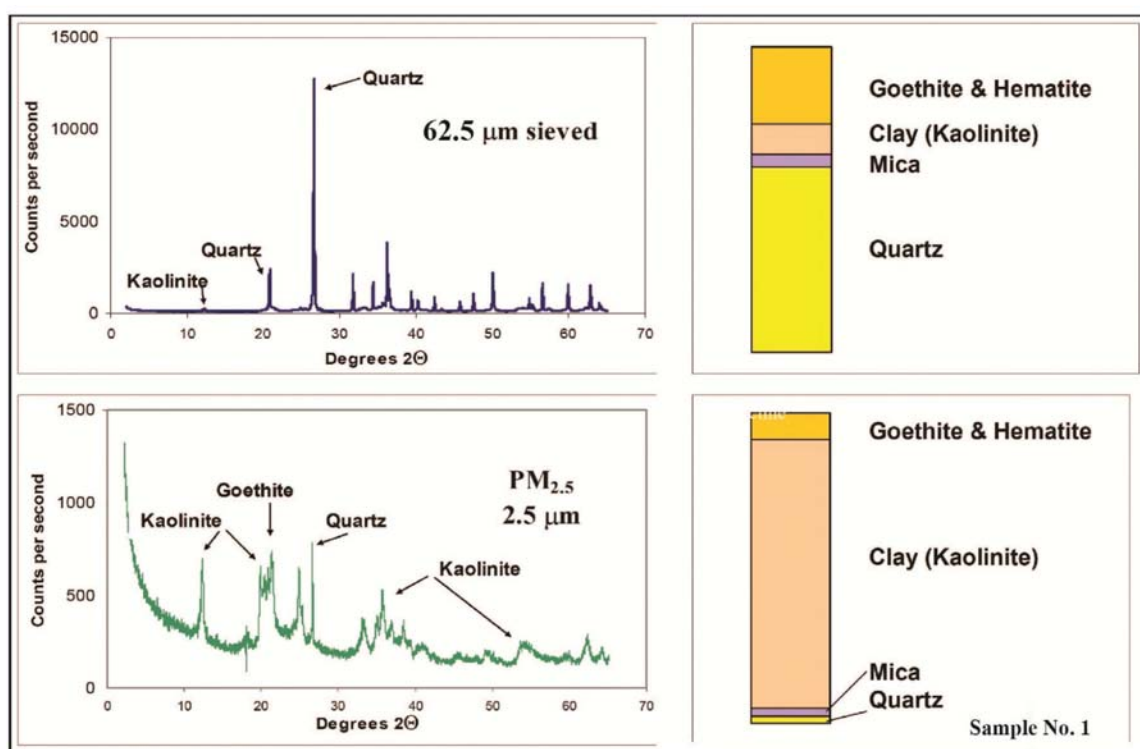 15000
10000
5000
0
Counts per second
Quartz
62.5 μm sieved
Quartz
Kaolinite
0 10 20 30 40 50 60 70
Degrees 2Θ
Goethite & Hematite
Clay (Kaolinite)
Mica
Quartz
1500
1000
500
0
Counts per second
PM2.5
2.5 μm
Goethite
Kaolinite
Quartz
Kaolinite
0 10 20 30 40 50 60 70
Degrees 2Θ
Goethite & Hematite
Clay (Kaolinite)
Mica
Quartz
Sample No. 1